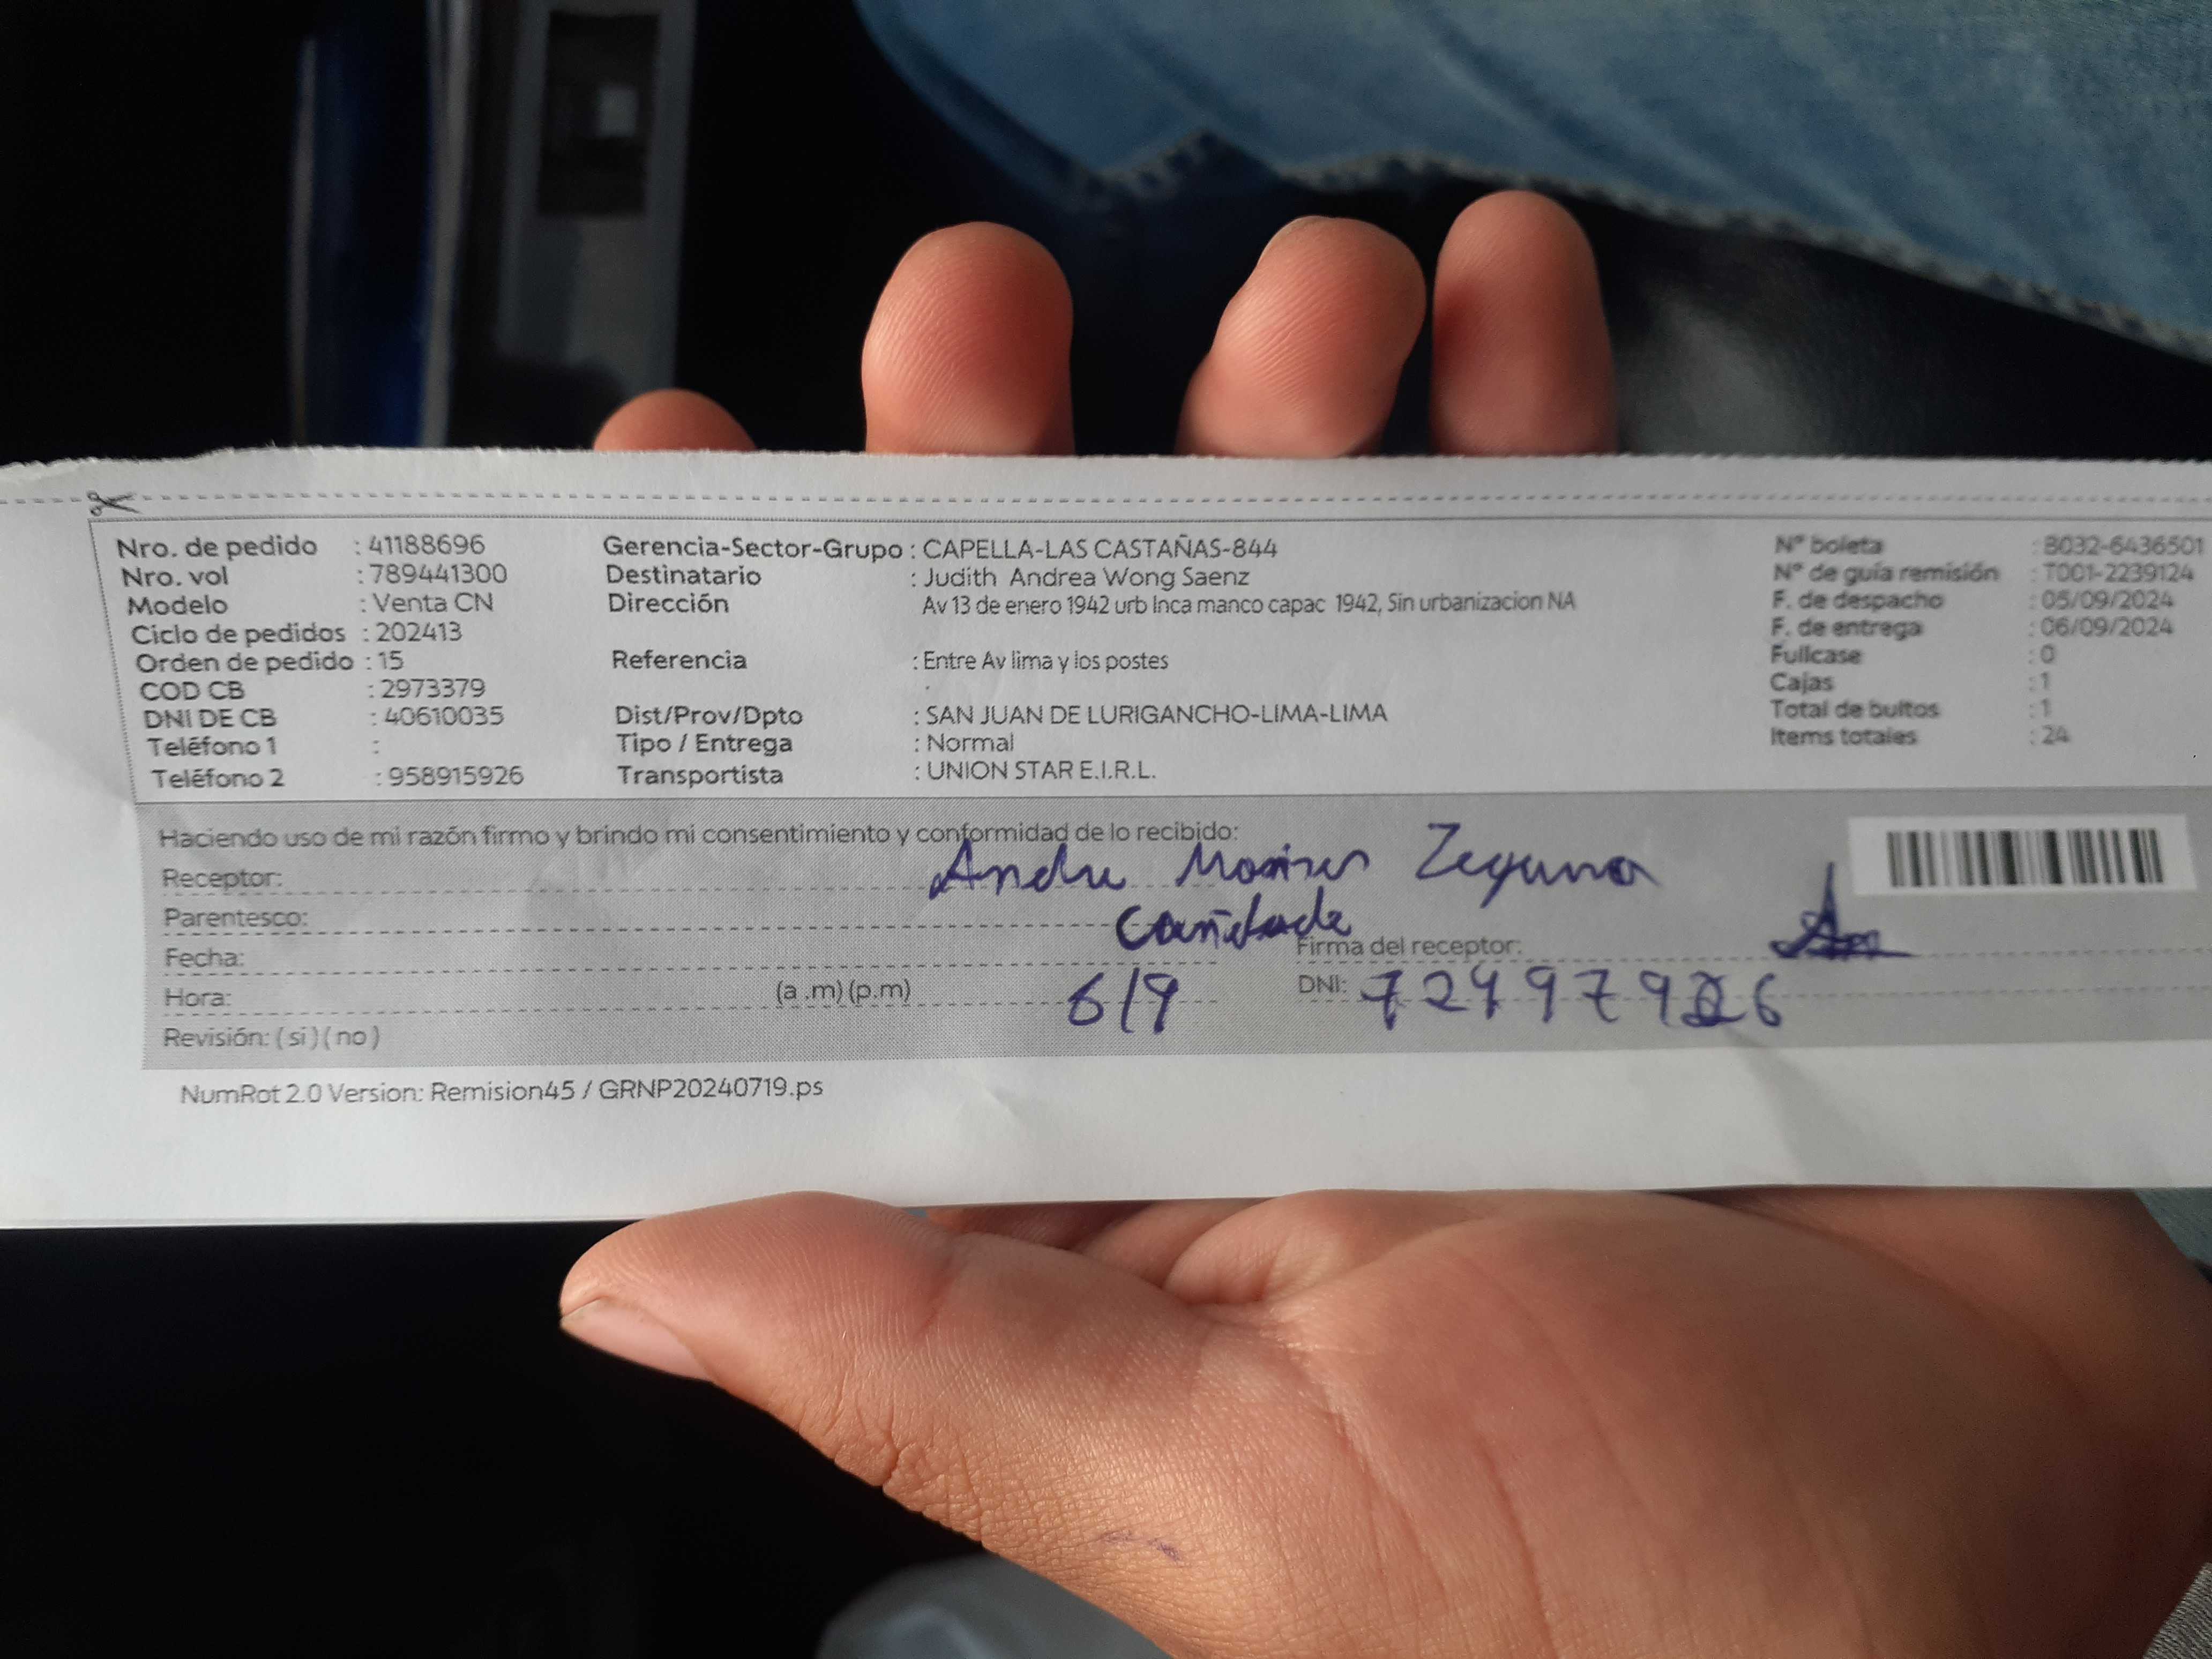 Nro. de pedido : 41188696
Nro. vol : 789441300
Modelo : Venta CN
Ciclo de pedidos : 202413
Orden de pedido : 15
COD CB : 2973379
DNI DE CB : 40610035
Teléfono 1 :
Teléfono 2 : 958915926
Gerencia-Sector-Grupo : CAPELLA-LAS CASTAÑAS-844
Destinatario : Judith Andrea Wong Saenz
Dirección Av 13 de enero 1942 urb Inca manco capac 1942, Sin urbanizacion NA
Referencia : Entre Av lima y los postes
Dist/Prov/Dpto : SAN JUAN DE LURIGANCHO-LIMA-LIMA
Tipo / Entrega : Normal
Transportista : UNION STAR E.I.R.L.
Nº boleta : B032-6436501
Nº de guía remisión : T001-2239124
F. de despacho : 05/09/2024
F. de entrega : 06/09/2024
Fullcase : 0
Cajas : 1
Total de bultos : 1
Items totales : 24
Haciendo uso de mi razón firmo y brindo mi consentimiento y conformidad de lo recibido:
Receptor: Andre
Parentesco:
Fecha: Firma del receptor:
Hora: (a .m) (p.m) 6/9 DNI:
Revisión: ( si ) ( no )
NumRot 2.0 Version: Remision45 / GRNP20240719.ps